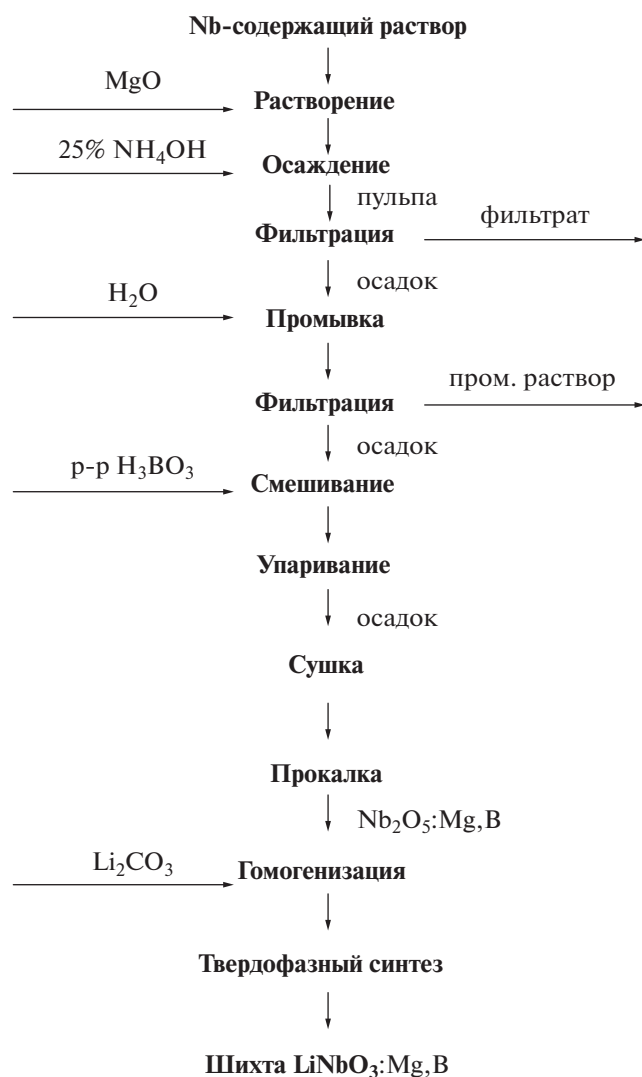 Nb-содержащий раствор
MgO
Растворение
25% NH₄OH
Осаждение
пульпа
фильтрат
Фильтрация
осадок
H₂O
Промывка
пром. раствор
Фильтрация
осадок
р-р H₃BO₃
Смешивание
Упаривание
осадок
Сушка
Прокалка
Nb₂O₅:Mg,B
Li₂CO₃
Гомогенизация
Твердофазный синтез
Шихта LiNbO₃:Mg,B